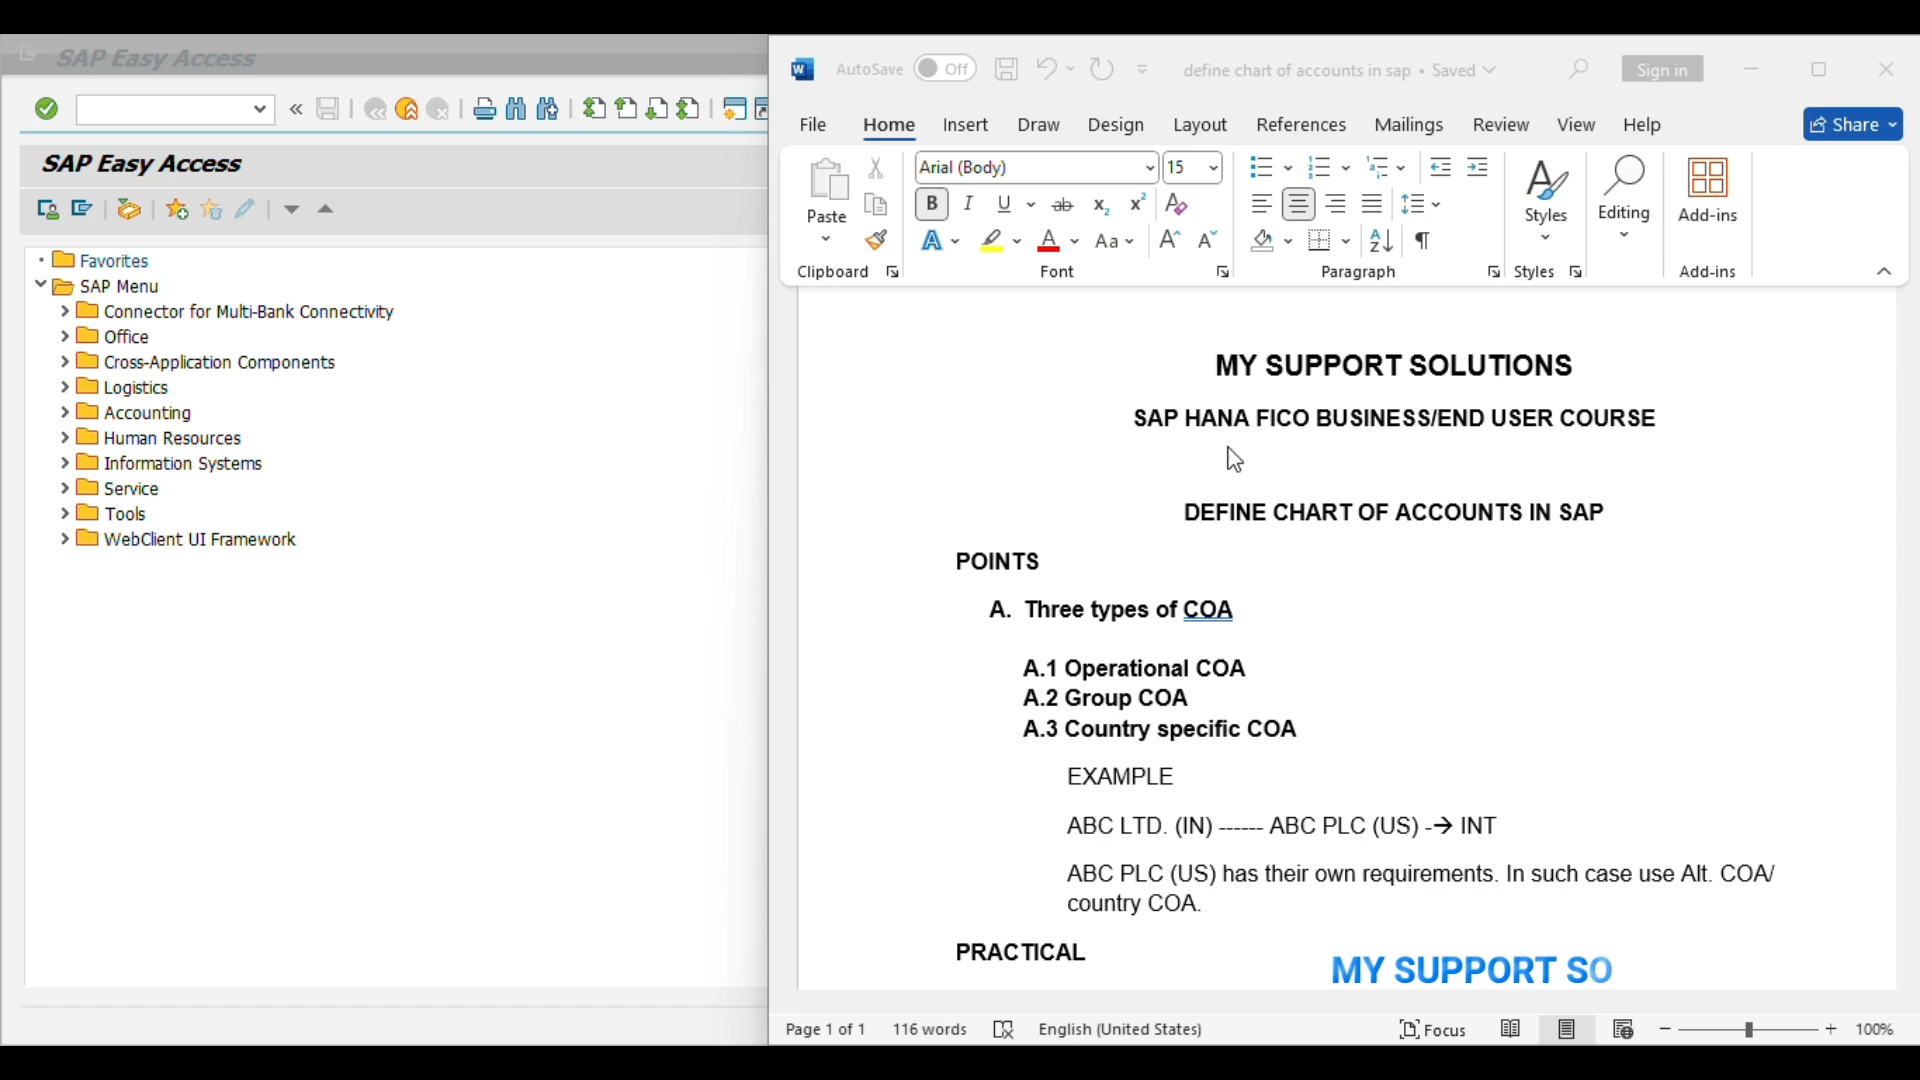 SAP Easy Access
SAP Easy Access
Favorites
SAP Menu
Connector for Multi-Bank Connectivity
Office
Cross-Application Components
Logistics
Accounting
Human Resources
Information Systems
Service
Tools
WebClient UI Framework
AutoSave Off define chart of accounts in sap • Saved Sign in
File Home Insert Draw Design Layout References Mailings Review View Help Share
Arial (Body) 15
Paste Styles Editing Add-ins
Clipboard Font Paragraph Styles Add-ins
MY SUPPORT SOLUTIONS
SAP HANA FICO BUSINESS/END USER COURSE
DEFINE CHART OF ACCOUNTS IN SAP
POINTS
A. Three types of COA
A.1 Operational COA
A.2 Group COA
A.3 Country specific COA
EXAMPLE
ABC LTD. (IN) ------ ABC PLC (US) -→ INT
ABC PLC (US) has their own requirements. In such case use Alt. COA/
country COA.
PRACTICAL
MY SUPPORT SO
Page 1 of 1 116 words English (United States) Focus 100%